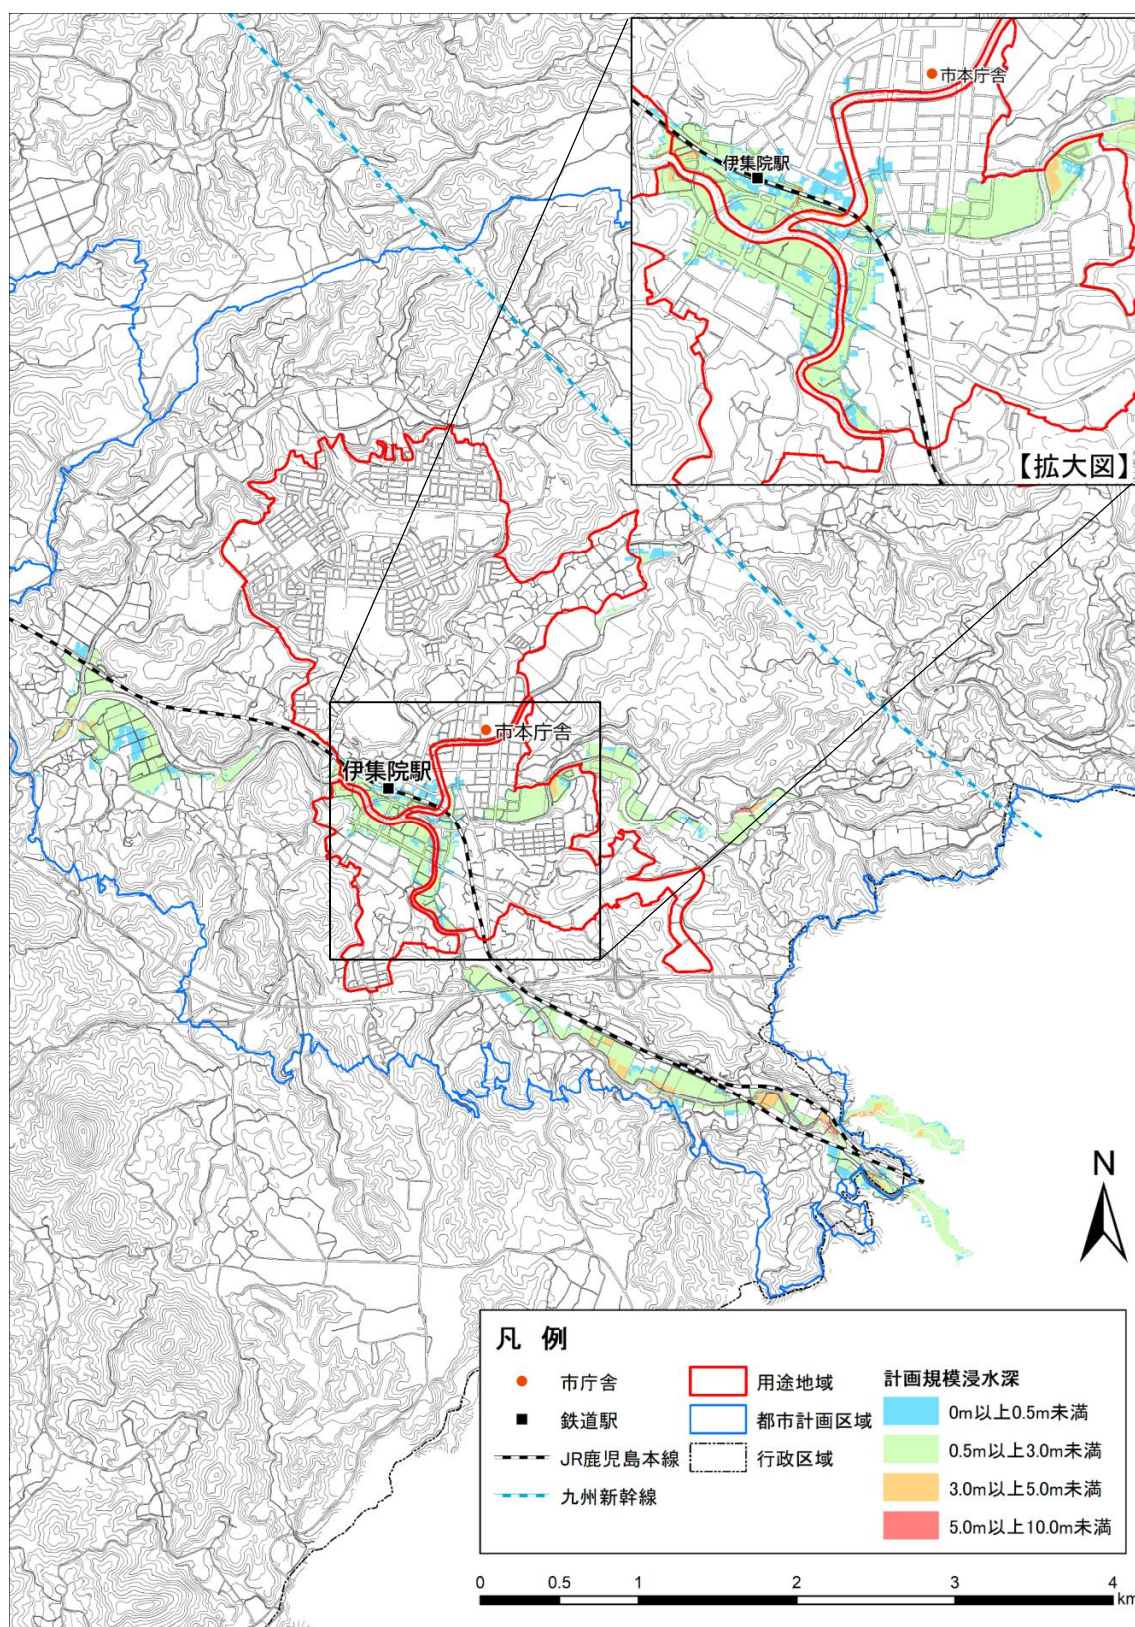 市本庁舎
伊集院駅
【拡大図】
市本庁舎
伊集院駅
N
凡 例
市庁舎
鉄道駅
JR鹿児島本線
九州新幹線
用途地域
都市計画区域
行政区域
計画規模浸水深
0m以上0.5m未満
0.5m以上3.0m未満
3.0m以上5.0m未満
5.0m以上10.0m未満
0 0.5 1 2 3 4
km